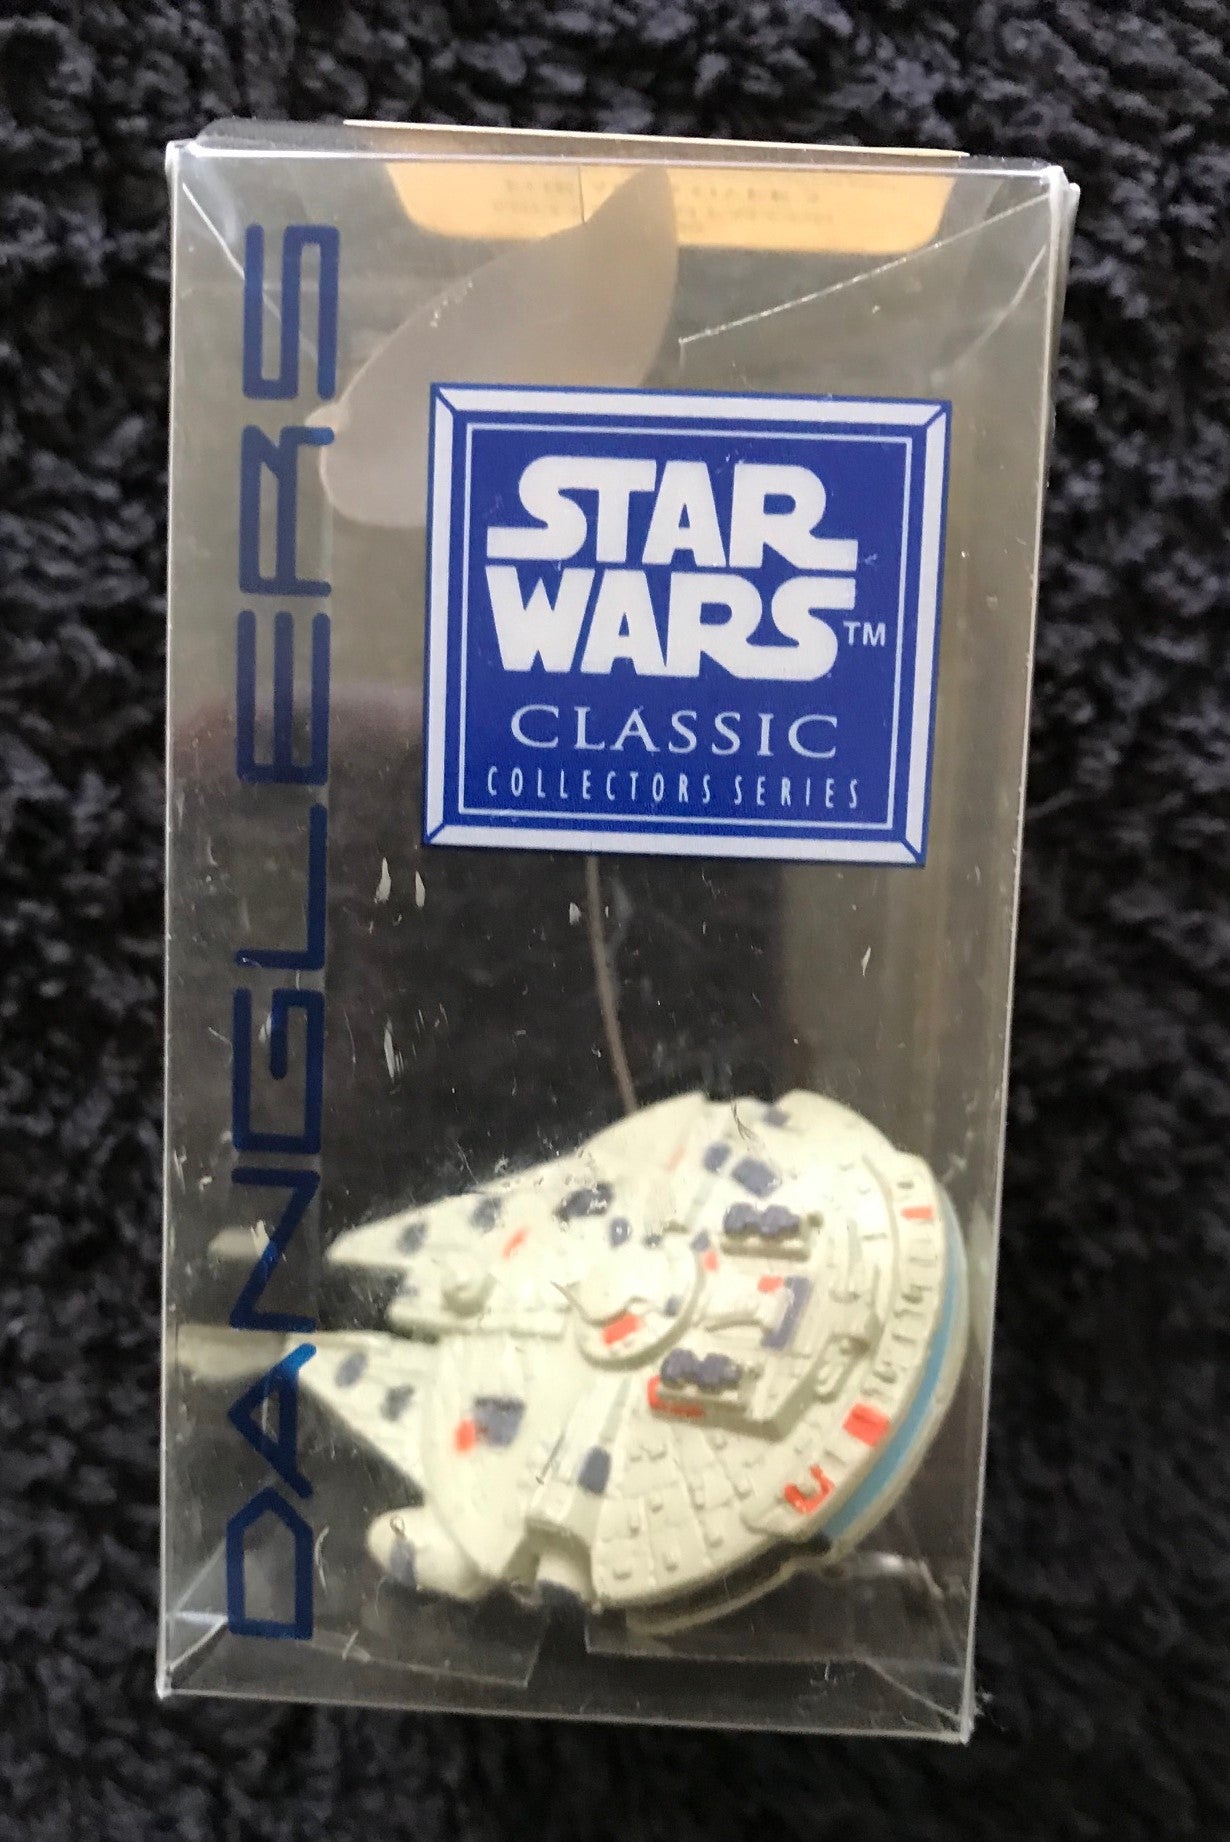 DANGLERS
STAR
WARS™
CLASSIC
COLLECTORS SERIES